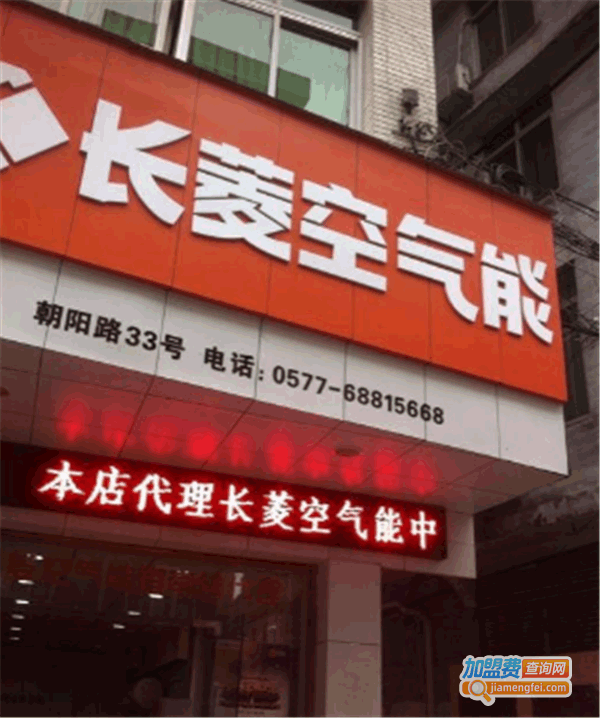 长菱空气能
朝阳路33号 电话: 0577-68815668
本店代理长菱空气能中
加盟费查询网
jiamengfei.com